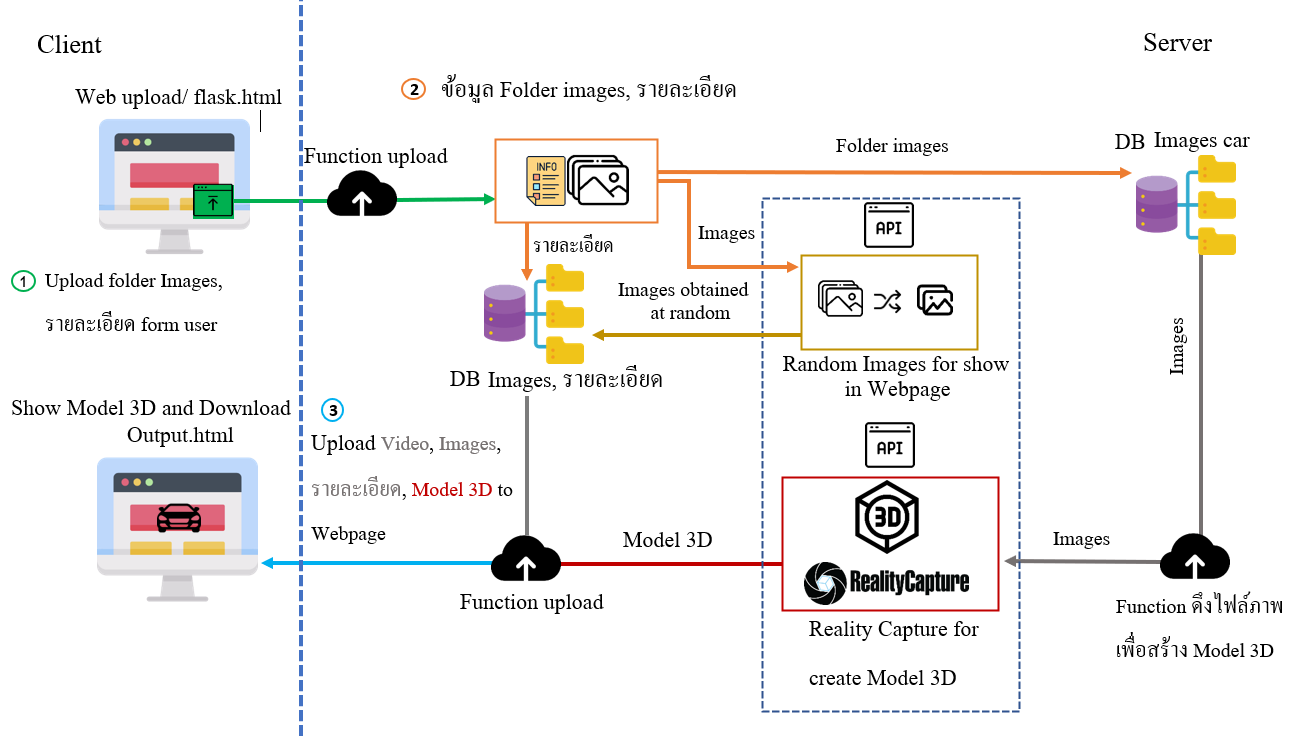 Client
Server
Web upload/ flask.html
2 ข้อมูล Folder images, รายละเอียด
Function upload
INFO
Folder images
DB Images car
API
Images
รายละเอียด
1 Upload folder Images,
รายละเอียด form user
Images obtained
at random
Random Images for show
in Webpage
Images
DB Images, รายละเอียด
Show Model 3D and Download
Output.html
3
Upload Video, Images,
รายละเอียด, Model 3D to
Webpage
API
3D
RealityCapture
Model 3D
Images
Function upload
Reality Capture for
create Model 3D
Function ดึงไฟล์ภาพ
เพื่อสร้าง Model 3D